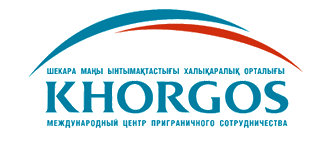 ШЕКАРА МАҢЫ ЫНТЫМАҚТАСТЫҒЫ ХАЛЫҚАРАЛЫҚ ОРТАЛЫҒЫ
KHORGOS
МЕЖДУНАРОДНЫЙ ЦЕНТР ПРИГРАНИЧНОГО СОТРУДНИЧЕСТВА